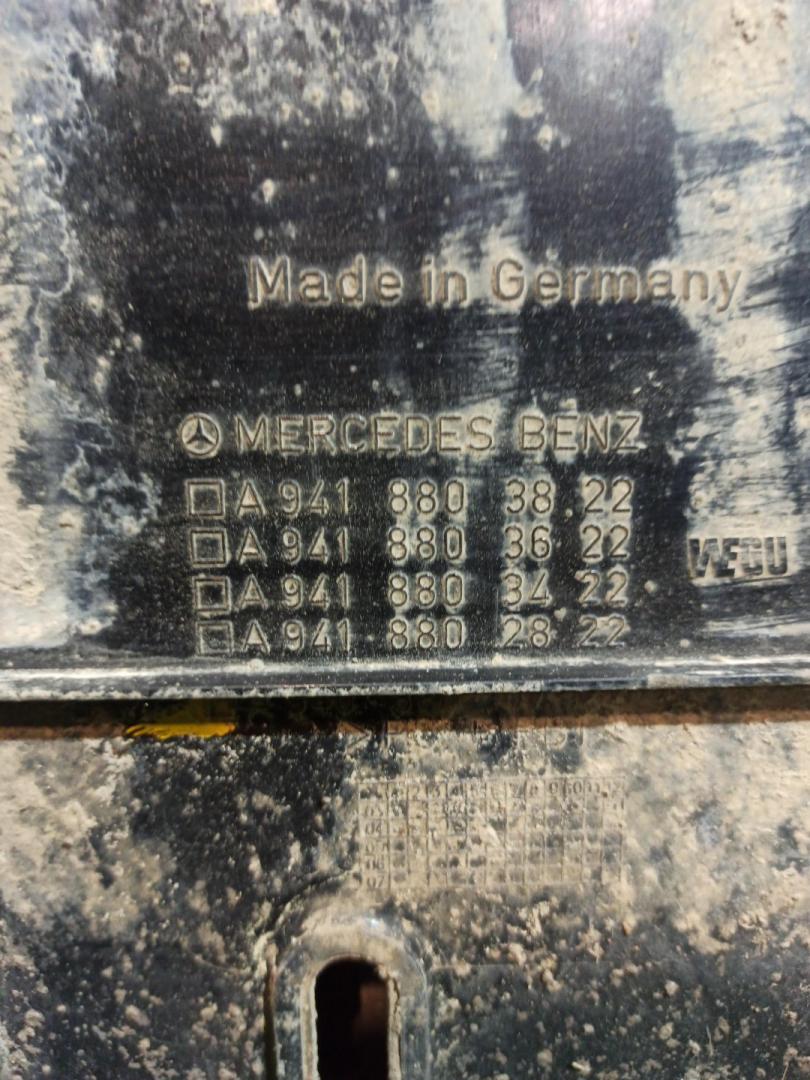 Made in Germany
MERCEDES BENZ
A 941 880 38 22
A 941 880 36 22
A 941 880 34 22
A 941 880 28 22
WEGU